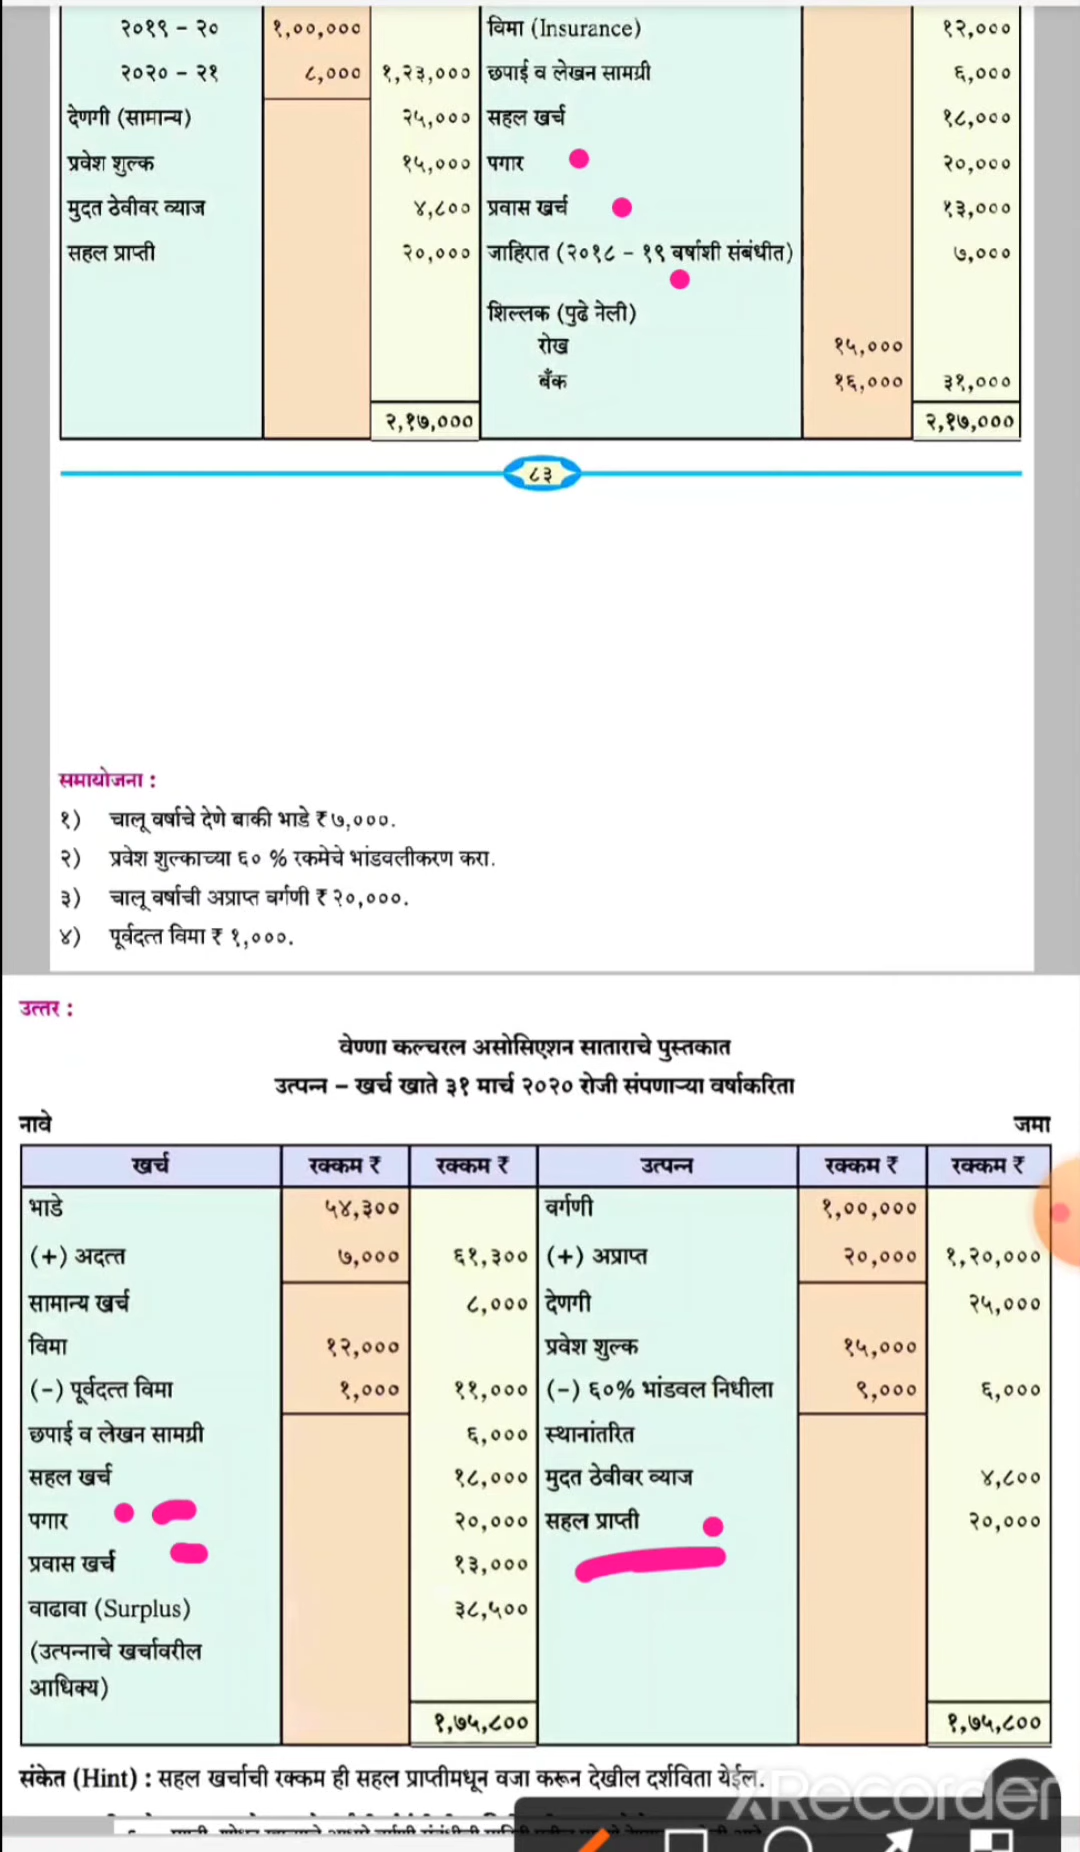 २०१९ - २० १,००,००० विमा (Insurance) १२,०००
२०२० - २१ ८,००० १,२३,००० छपाई व लेखन सामग्री ६,०००
देणगी (सामान्य) २५,००० सहल खर्च १८,०००
प्रवेश शुल्क १५,००० पगार २०,०००
मुदत ठेवीवर व्याज ४,८०० प्रवास खर्च १३,०००
सहल प्राप्ती २०,००० जाहिरात (२०१८ - १९ वर्षाशी संबंधीत) ७,०००
शिल्लक (पुढे नेली)
रोख १५,०००
बँक १६,००० ३१,०००
२,१७,००० २,१७,०००
८३
समायोजना :
१) चालू वर्षाचे देणे बाकी भाडे ₹ ७,०००.
२) प्रवेश शुल्काच्या ६० % रकमेचे भांडवलीकरण करा.
३) चालू वर्षाची अप्राप्त वर्गणी ₹ २०,०००.
४) पूर्वदत्त विमा ₹ १,०००.
उत्तर :
वेण्णा कल्चरल असोसिएशन साताराचे पुस्तकात
उत्पन्न – खर्च खाते ३१ मार्च २०२० रोजी संपणाऱ्या वर्षाकरिता
नावे जमा
खर्च रक्कम ₹ रक्कम ₹ उत्पन्न रक्कम ₹ रक्कम ₹
भाडे ५४,३०० वर्गणी १,००,०००
(+) अदत्त ७,००० ६१,३०० (+) अप्राप्त २०,००० १,२०,०००
सामान्य खर्च ८,००० देणगी २५,०००
विमा १२,००० प्रवेश शुल्क १५,०००
(-) पूर्वदत्त विमा १,००० ११,००० (-) ६०% भांडवल निधीला ९,००० ६,०००
छपाई व लेखन सामग्री ६,००० स्थानांतरित
सहल खर्च १८,००० मुदत ठेवीवर व्याज ४,८००
पगार २०,००० सहल प्राप्ती २०,०००
प्रवास खर्च १३,०००
वाढावा (Surplus) ३८,५००
(उत्पन्नाचे खर्चावरील
आधिक्य)
१,७५,८०० १,७५,८००
संकेत (Hint) : सहल खर्चाची रक्कम ही सहल प्राप्तीमधून वजा करून देखील दर्शविता येईल.
XRecorder